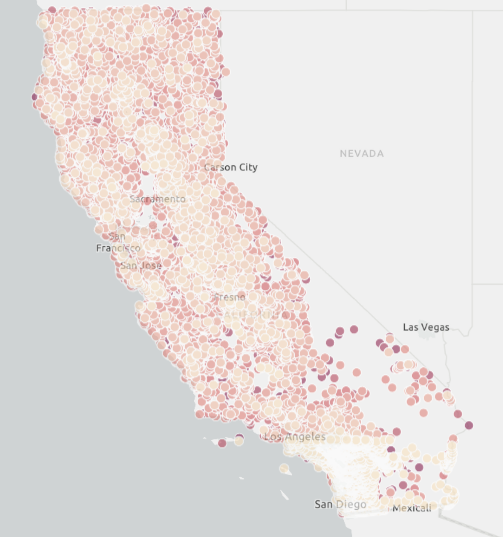 NEVADA
Carson City
Sacramento
San
Francisco
San Jose
Fresno
Las Vegas
Los Angeles
San Diego
Mexicali